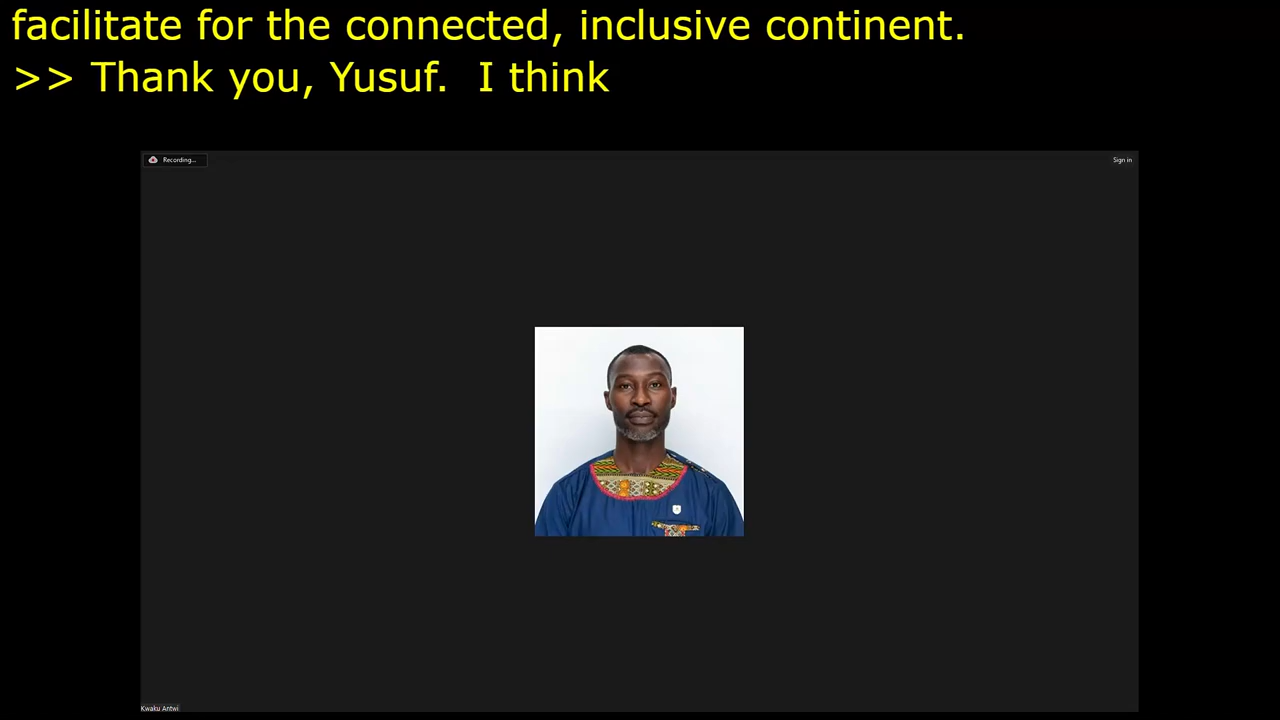 facilitate for the connected, inclusive continent.
>> Thank you, Yusuf.  I think
Recording...
Sign in
Kwaku Antwi